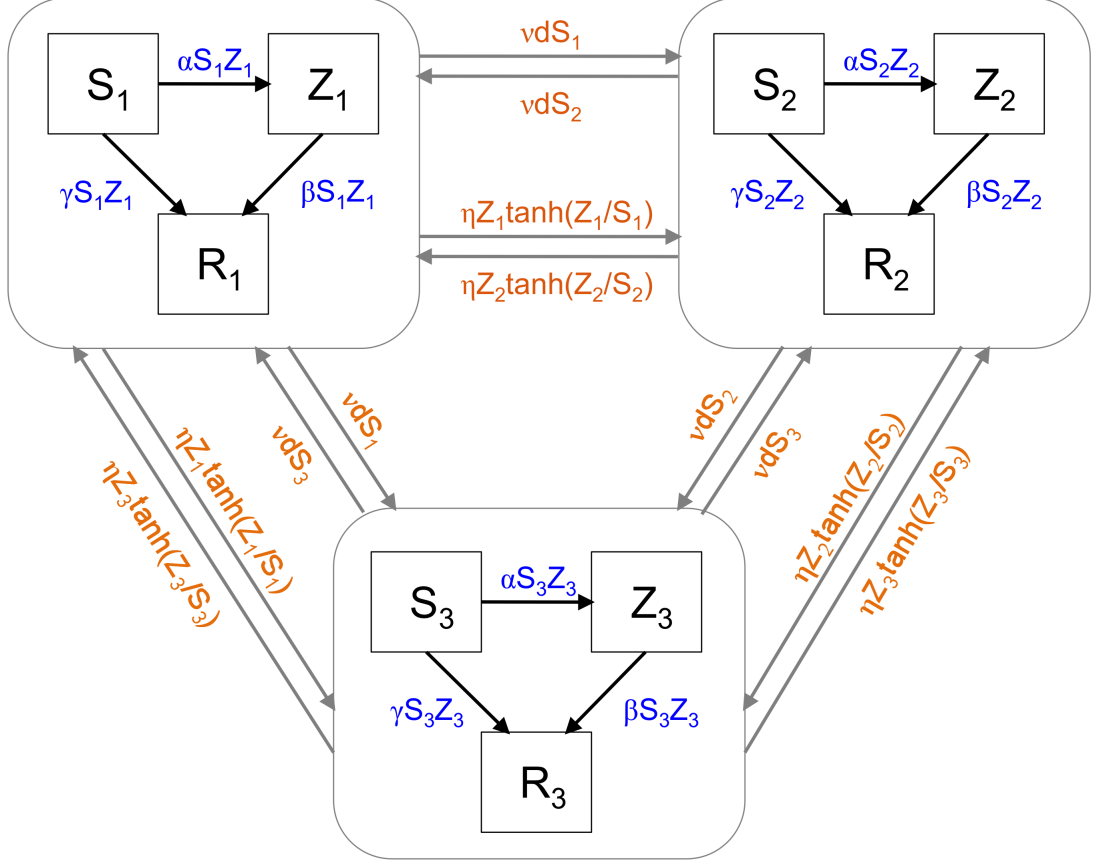 S₁
αS₁Z₁
Z₁
γS₁Z₁
βS₁Z₁
R₁
νdS₁
νdS₂
ηZ₁tanh(Z₁/S₁)
ηZ₂tanh(Z₂/S₂)
S₂
αS₂Z₂
Z₂
γS₂Z₂
βS₂Z₂
R₂
ηZ₃tanh(Z₃/S₃)
ηZ₁tanh(Z₁/S₁)
νdS₃
νdS₁
νdS₂
νdS₃
ηZ₂tanh(Z₂/S₂)
ηZ₃tanh(Z₃/S₃)
S₃
αS₃Z₃
Z₃
γS₃Z₃
βS₃Z₃
R₃